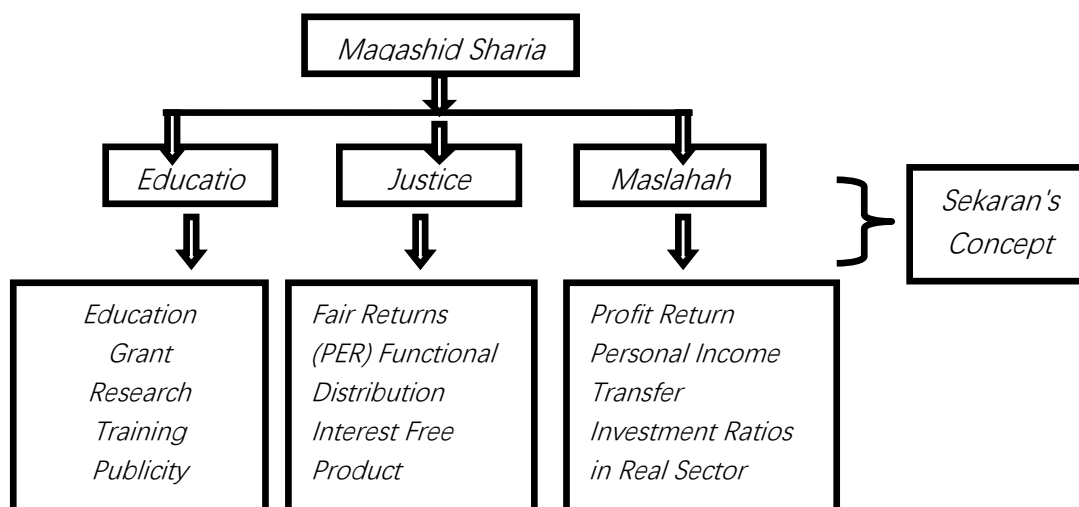 Maqashid Sharia
Educatio
Justice
Maslahah
Sekaran's
Concept
Education
Grant
Research
Training
Publicity
Fair Returns
(PER) Functional
Distribution
Interest Free
Product
Profit Return
Personal Income
Transfer
Investment Ratios
in Real Sector